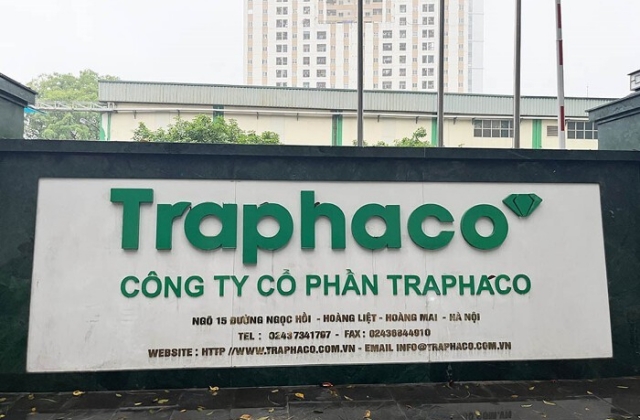 Traphaco
CÔNG TY CỔ PHẦN TRAPHACO
NGÕ 15 ĐƯỜNG NGỌC HỒI - HOÀNG LIỆT - HOÀNG MAI - HÀ NỘI
TEL : 02437341797 - FAX : 02436844910
WEBSITE : HTTP //WWW.TRAPHACO.COM.VN - EMAIL INFO@TRAPHACO.COM.VN